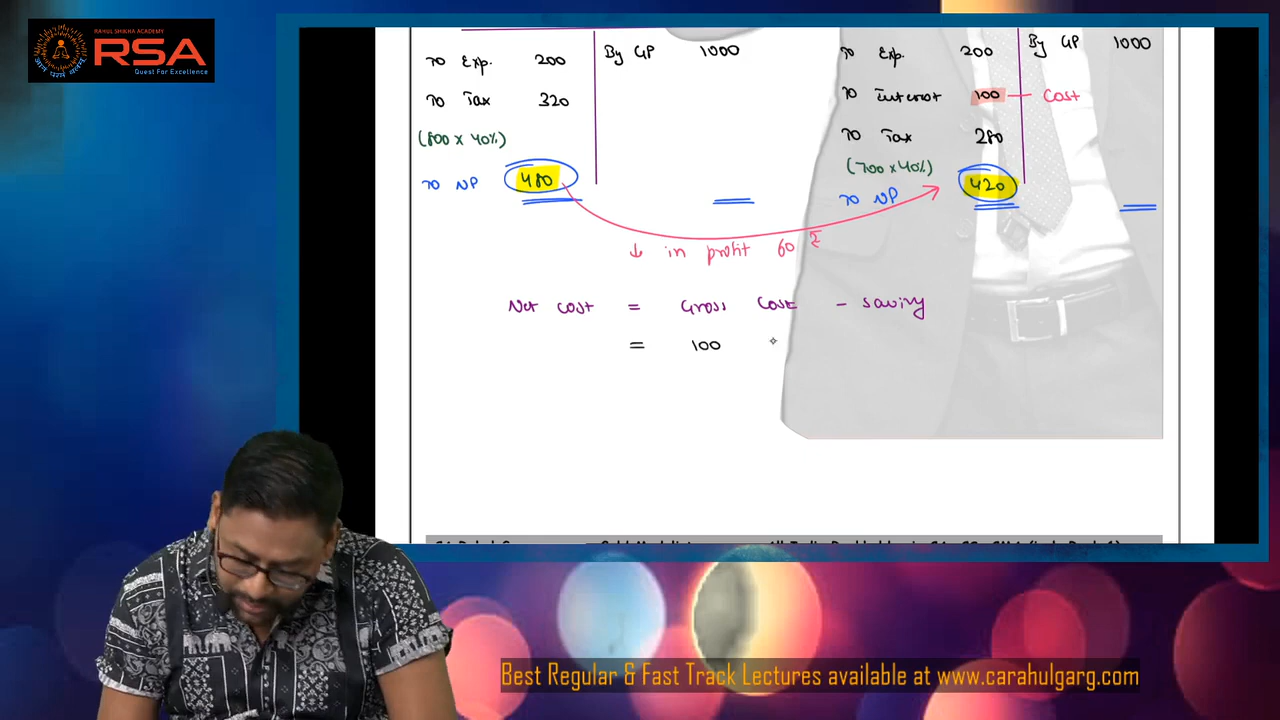 RAHUL SHIKHA ACADEMY
RSA
Quest For Excellence
To Exp. 200 By GP 1000
To Tax 320
(800 x 40%)
To NP 480
To Exp. 200 By GP 1000
To interest 100 — Cost
To Tax 280
(700 x 40%)
To NP 420
↓ in profit 60 ₹
Net cost = Gross Cost - saving
= 100
Best Regular & Fast Track Lectures available at www.carahulgarg.com